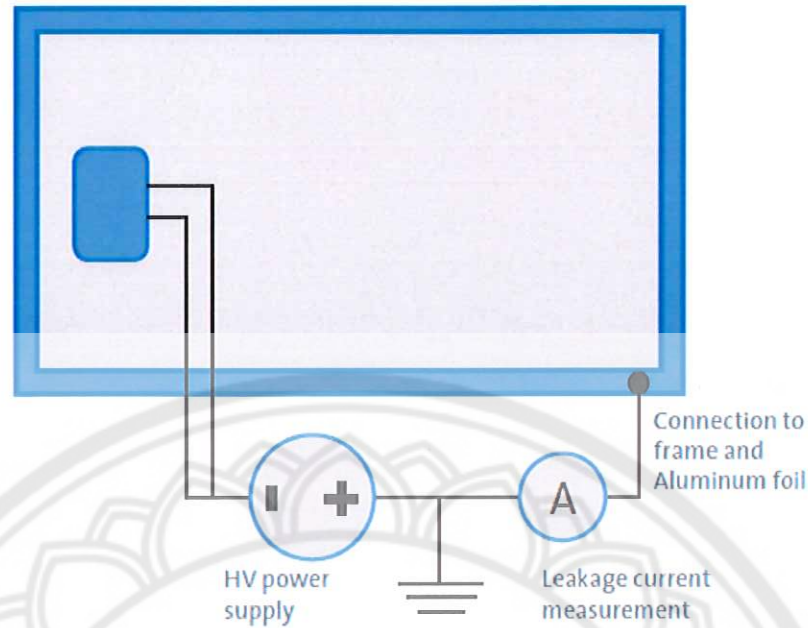 Connection to
frame and
Aluminum foil
- +
A
HV power
supply
Leakage current
measurement